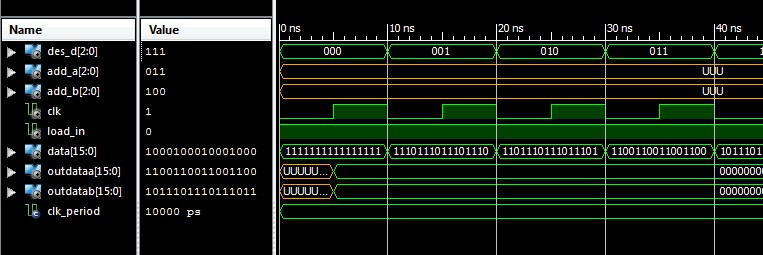 Name Value 0 ns 10 ns 20 ns 30 ns 40 ns
des_d[2:0] 111 000 001 010 011 1
add_a[2:0] 011 UUU
add_b[2:0] 100 UUU
clk 1
load_in 0
data[15:0] 1000100010001000 1111111111111111 1110111011101110 1101110111011101 1100110011001100 1011101
outdataa[15:0] 1100110011001100 UUUUU... 00000000
outdatab[15:0] 1011101110111011 UUUUU... 00000000
clk_period 10000 ps